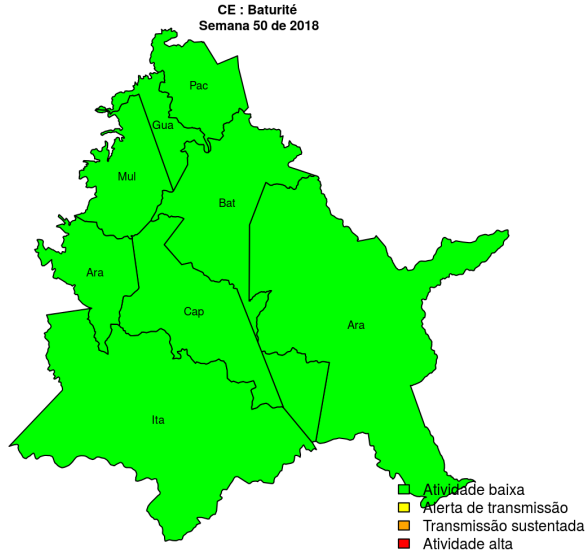 CE : Baturité
Semana 50 de 2018
Pac
Gua
Mul
Bat
Ara
Cap
Ara
Ita
Atividade baixa
Alerta de transmissão
Transmissão sustentada
Atividade alta